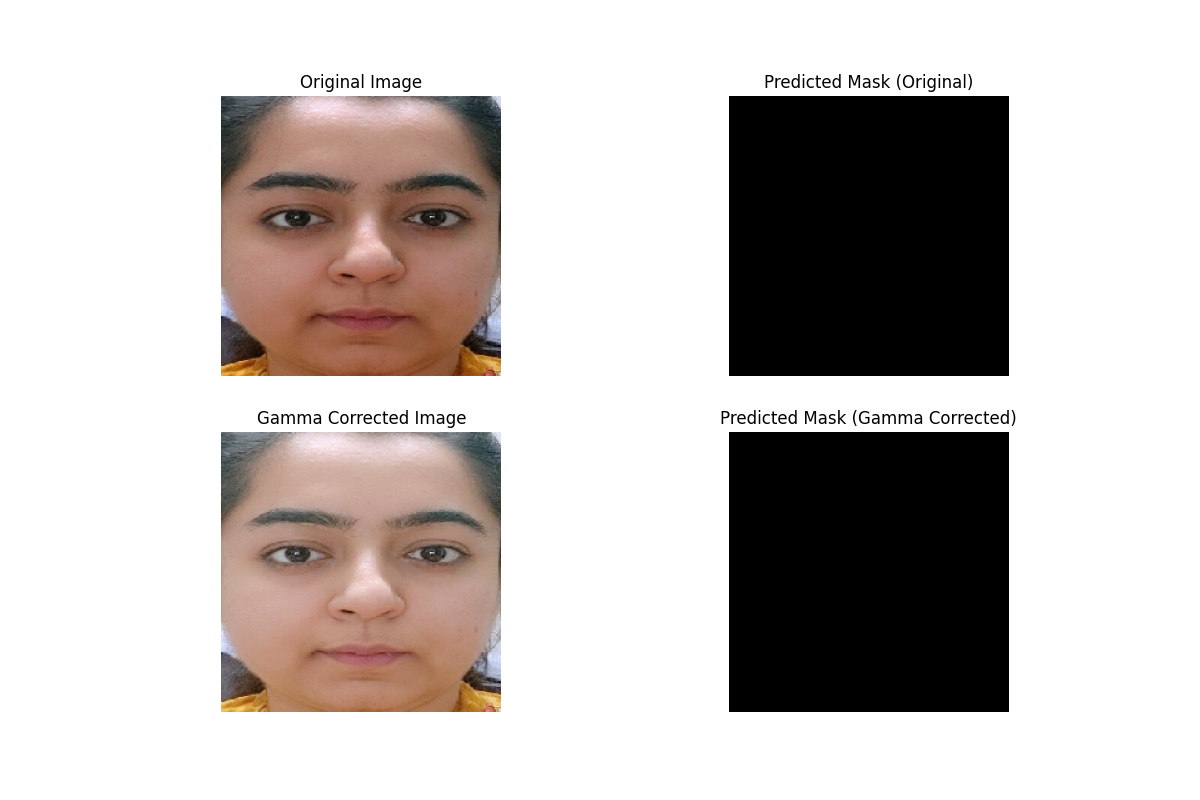 Original Image
Predicted Mask (Original)
Gamma Corrected Image
Predicted Mask (Gamma Corrected)